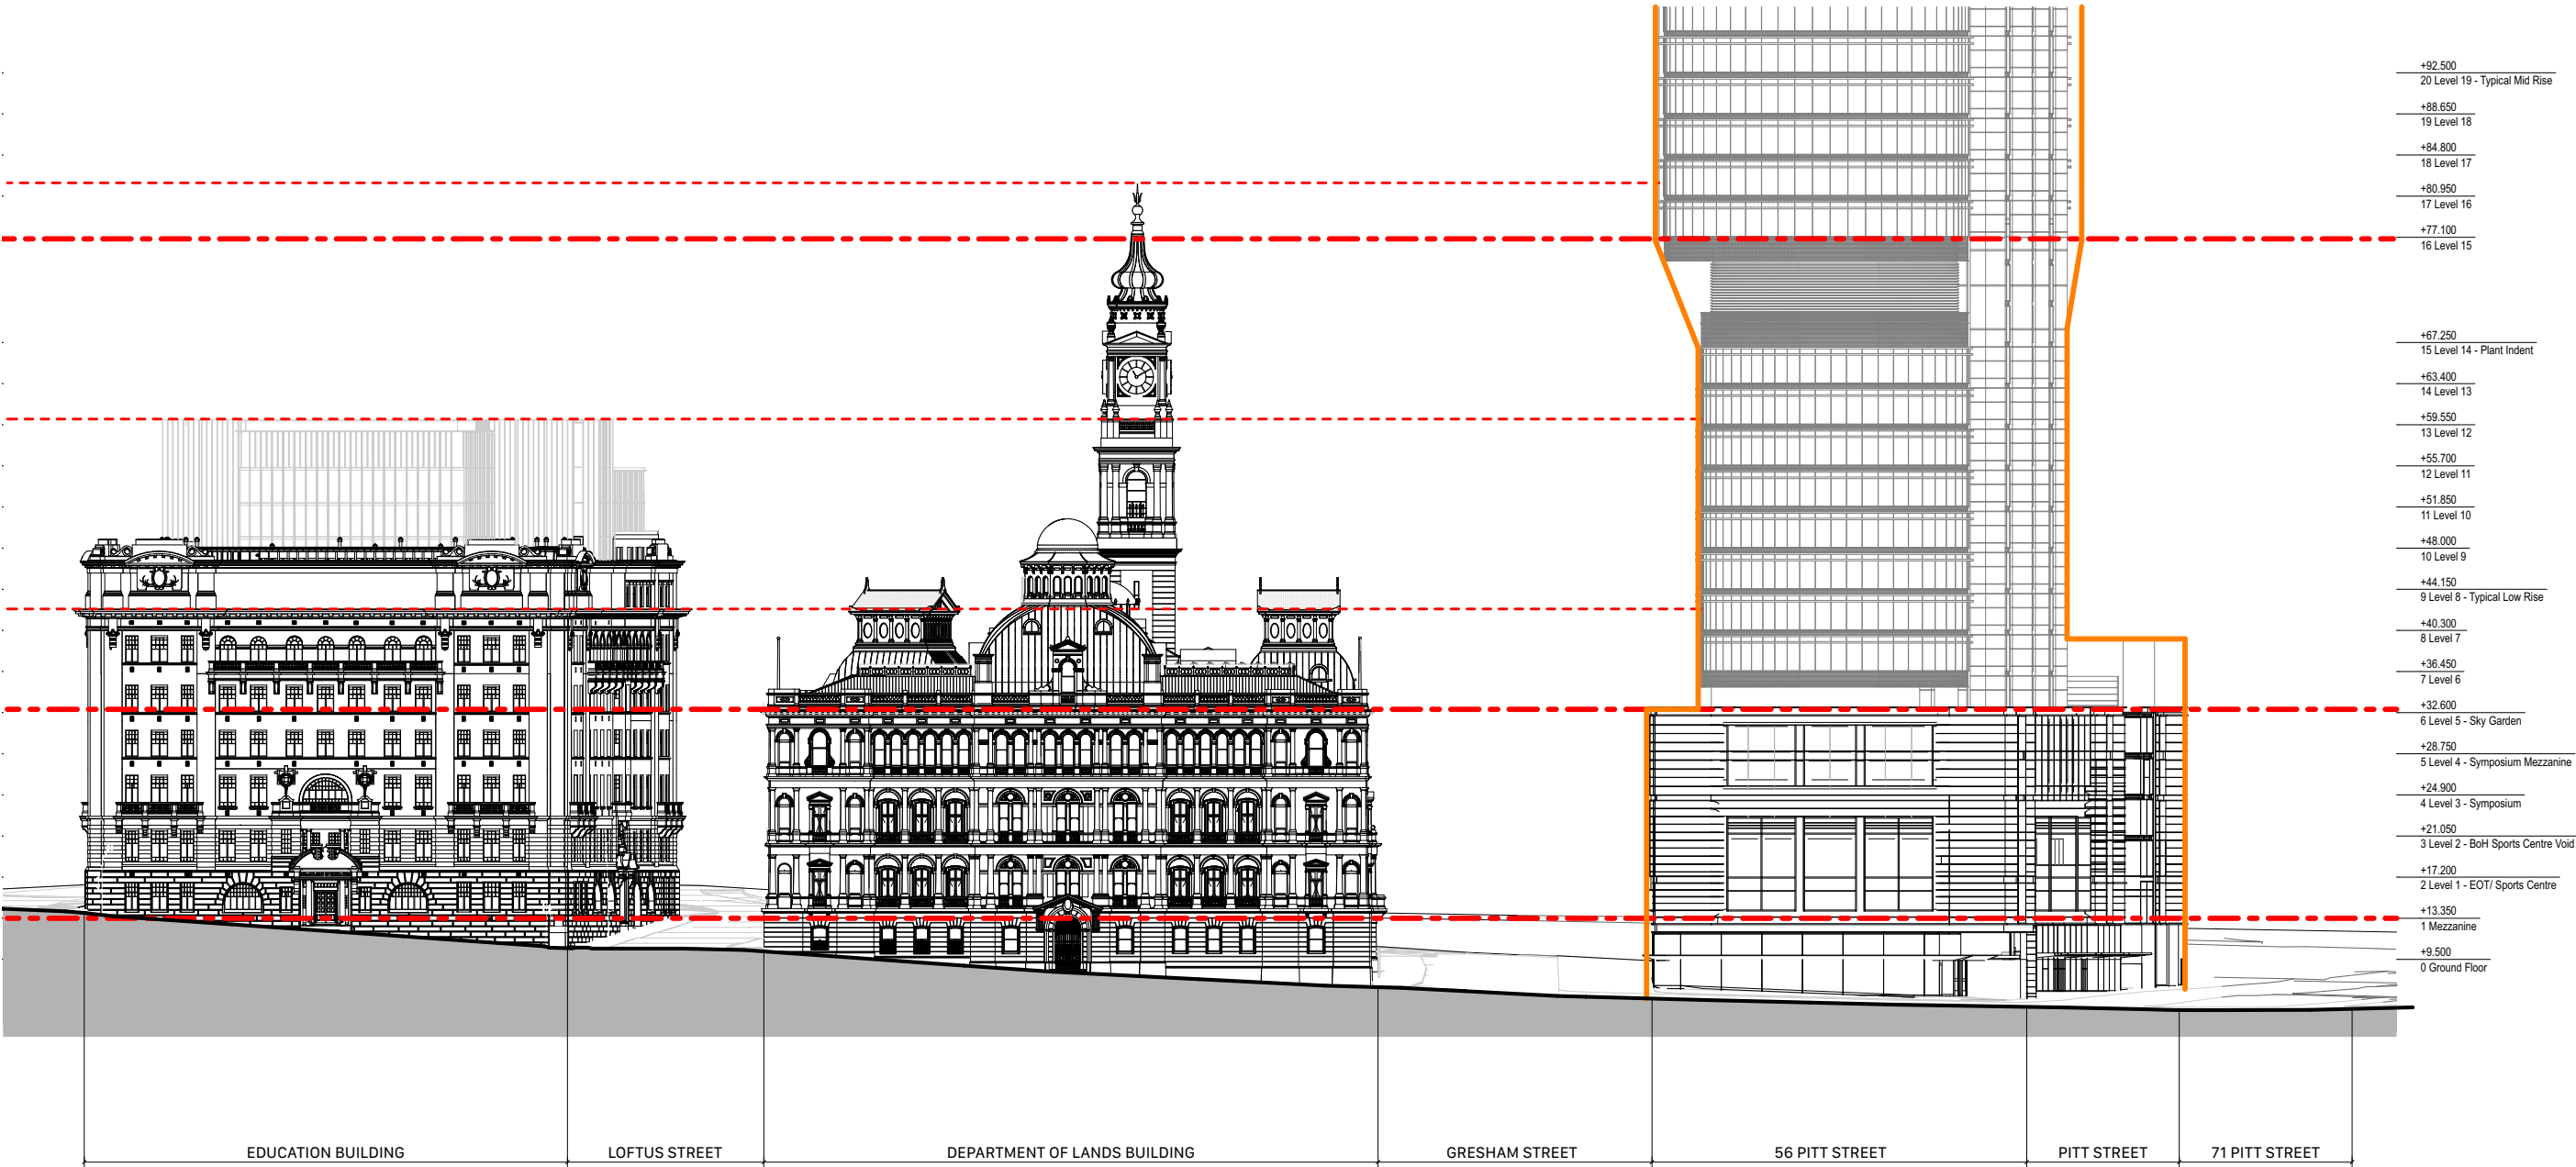 +92.500
20 Level 19 - Typical Mid Rise
+88.650
19 Level 18
+84.800
18 Level 17
+80.950
17 Level 16
+77.100
16 Level 15
+67.250
15 Level 14 - Plant Indent
+63.400
14 Level 13
+59.550
13 Level 12
+55.700
12 Level 11
+51.850
11 Level 10
+48.000
10 Level 9
+44.150
9 Level 8 - Typical Low Rise
+40.300
8 Level 7
+36.450
7 Level 6
+32.600
6 Level 5 - Sky Garden
+28.750
5 Level 4 - Symposium Mezzanine
+24.900
4 Level 3 - Symposium
+21.050
3 Level 2 - BoH Sports Centre Void
+17.200
2 Level 1 - EOT/ Sports Centre
+13.350
1 Mezzanine
+9.500
0 Ground Floor
EDUCATION BUILDING
LOFTUS STREET
DEPARTMENT OF LANDS BUILDING
GRESHAM STREET
56 PITT STREET
PITT STREET
71 PITT STREET